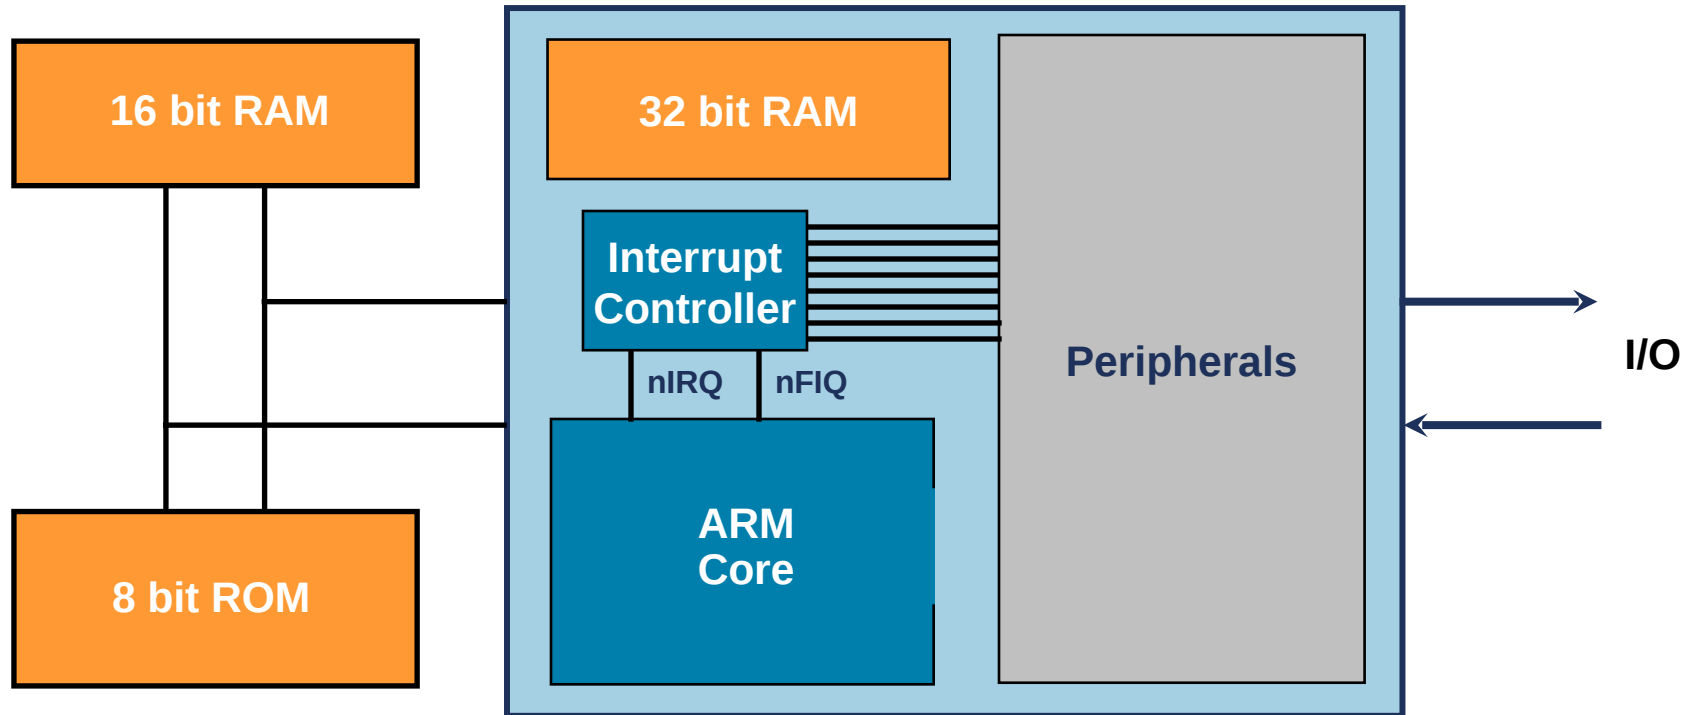 16 bit RAM
32 bit RAM
Interrupt
Controller
nIRQ
nFIQ
Peripherals
I/O
ARM
Core
8 bit ROM